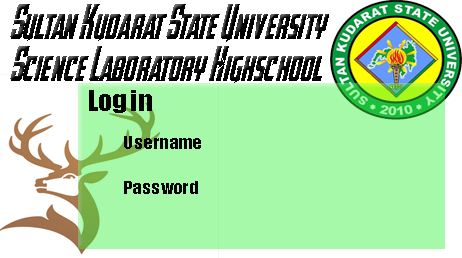 Sultan Kudarat State University
Science Laboratory Highschool
SULTAN KUDARAT STATE UNIVERSITY
• 2010 •
Login
Username
Password